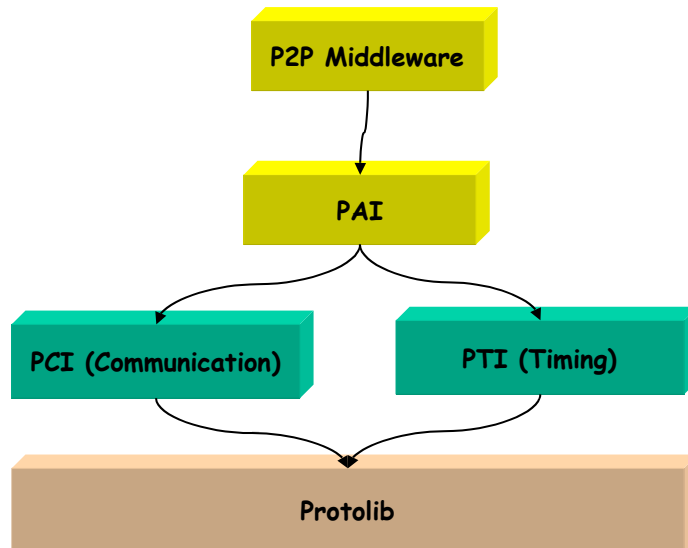 P2P Middleware
PAI
PCI (Communication)
PTI (Timing)
Protolib